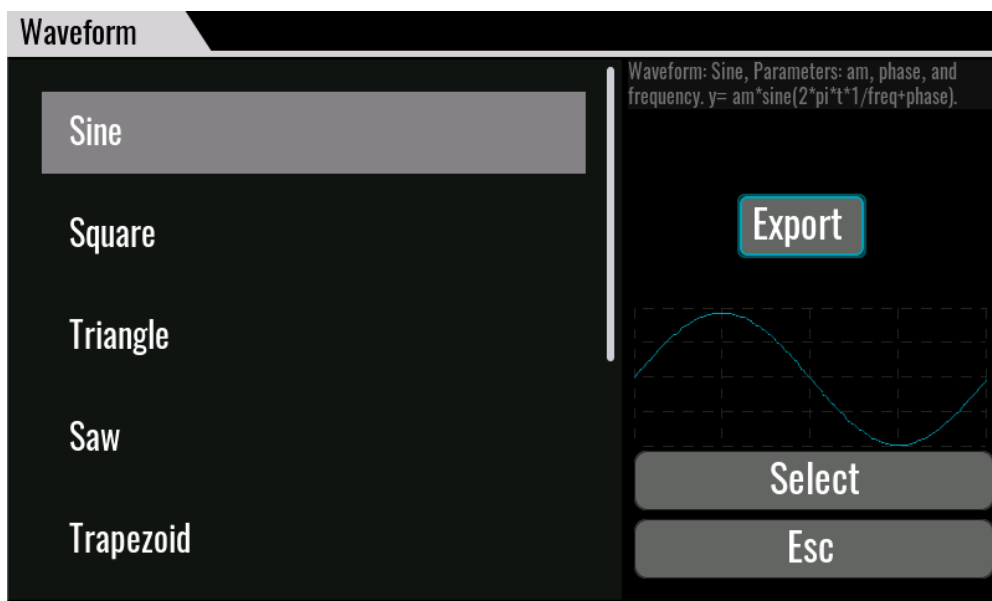 Waveform
Sine
Square
Triangle
Saw
Trapezoid
Waveform: Sine, Parameters: am, phase, and
frequency. y= am*sine(2*pi*t*1/freq+phase).
Export
Select
Esc